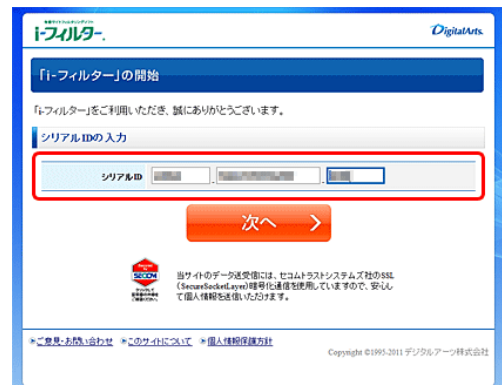 i-フィルター.
DigitalArts.
「i-フィルター」の開始
「i-フィルター」をご利用いただき、誠にありがとうございます。
シリアルIDの入力
シリアルID
次へ
SECOM
当サイトのデータ送受信には、セコムトラストシステムズ社のSSL
(SecureSocketLayer)暗号化通信を使用していますので、安心し
て個人情報を送信いただけます。
ご意見・お問い合わせ このサイトについて 個人情報保護方針
Copyright ©1995-2011 デジタルアーツ株式会社